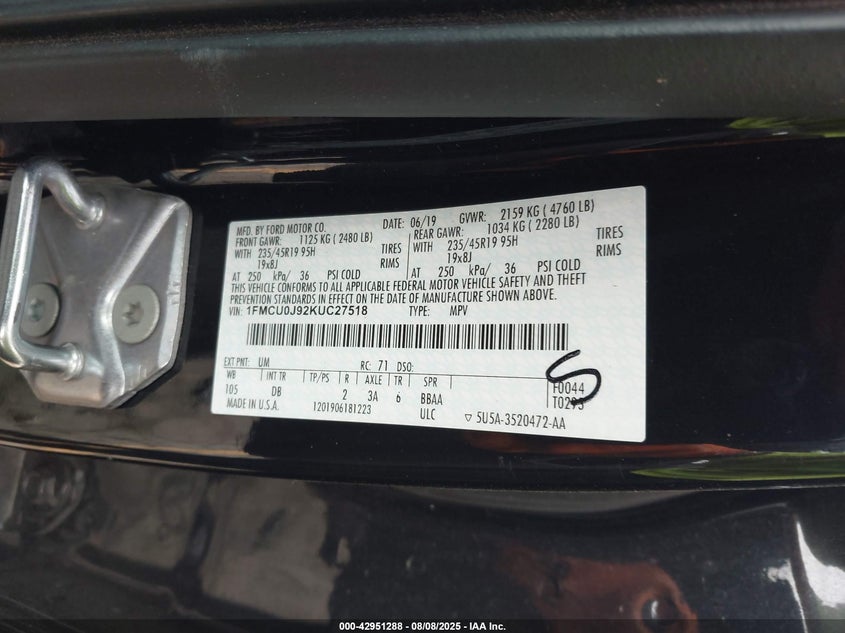 MFD. BY FORD MOTOR CO. DATE: 06/19 GVWR: 2159 KG ( 4760 LB)
FRONT GAWR: 1125 KG ( 2480 LB) REAR GAWR: 1034 KG ( 2280 LB)
WITH 235/45R19 95H TIRES WITH 235/45R19 95H TIRES
19x8J RIMS 19x8J RIMS
AT 250 kPa/ 36 PSI COLD AT 250 kPa/ 36 PSI COLD
THIS VEHICLE CONFORMS TO ALL APPLICABLE FEDERAL MOTOR VEHICLE SAFETY AND THEFT
PREVENTION STANDARDS IN EFFECT ON THE DATE OF MANUFACTURE SHOWN ABOVE.
VIN: 1FMCU0J92KUC27518 TYPE: MPV
EXT PNT: UM RC: 71 DSO:
WB INT TR TP/PS R AXLE TR SPR
105 DB 2 3A 6 BBAA F0044
T0293
MADE IN U.S.A. 1201906181223 ULC ▽ 5U5A-3520472-AA
S
000-42951288 - 08/08/2025 - IAA Inc.